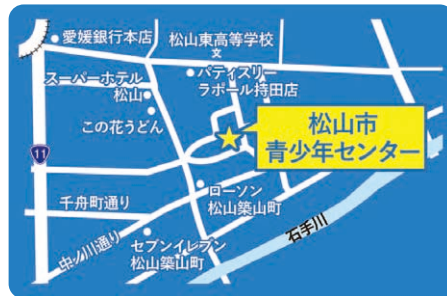 愛媛銀行本店
松山東高等学校
文
パティスリー
ラポール持田店
スーパーホテル
松山
この花うどん
松山市
青少年センター
11
ローソン
松山築山町
千舟町通り
中ノ川通り
セブンイレブン
松山築山町
石手川